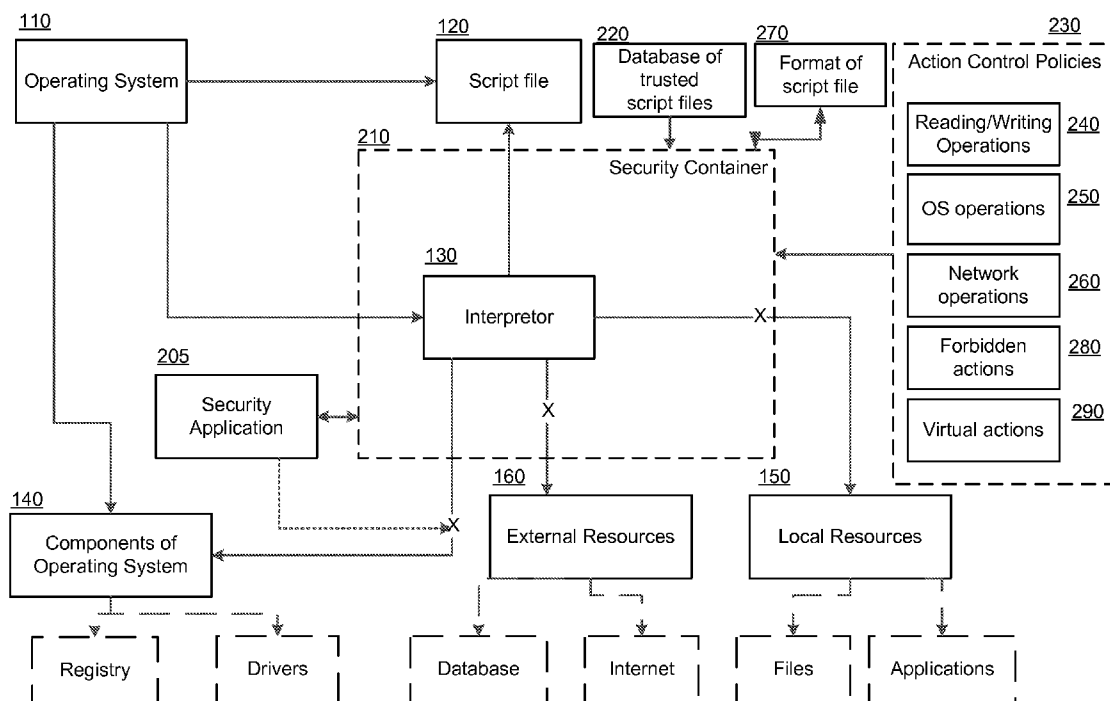 110
Operating System
120
Script file
220
Database of
trusted
script files
270
Format of
script file
230
Action Control Policies
Reading/Writing
Operations
240
OS operations
250
Network
operations
260
Forbidden
actions
280
Virtual actions
290
210
Security Container
130
Interpretor
X
X
X
205
Security
Application
140
Components of
Operating System
160
External Resources
150
Local Resources
Registry
Drivers
Database
Internet
Files
Applications